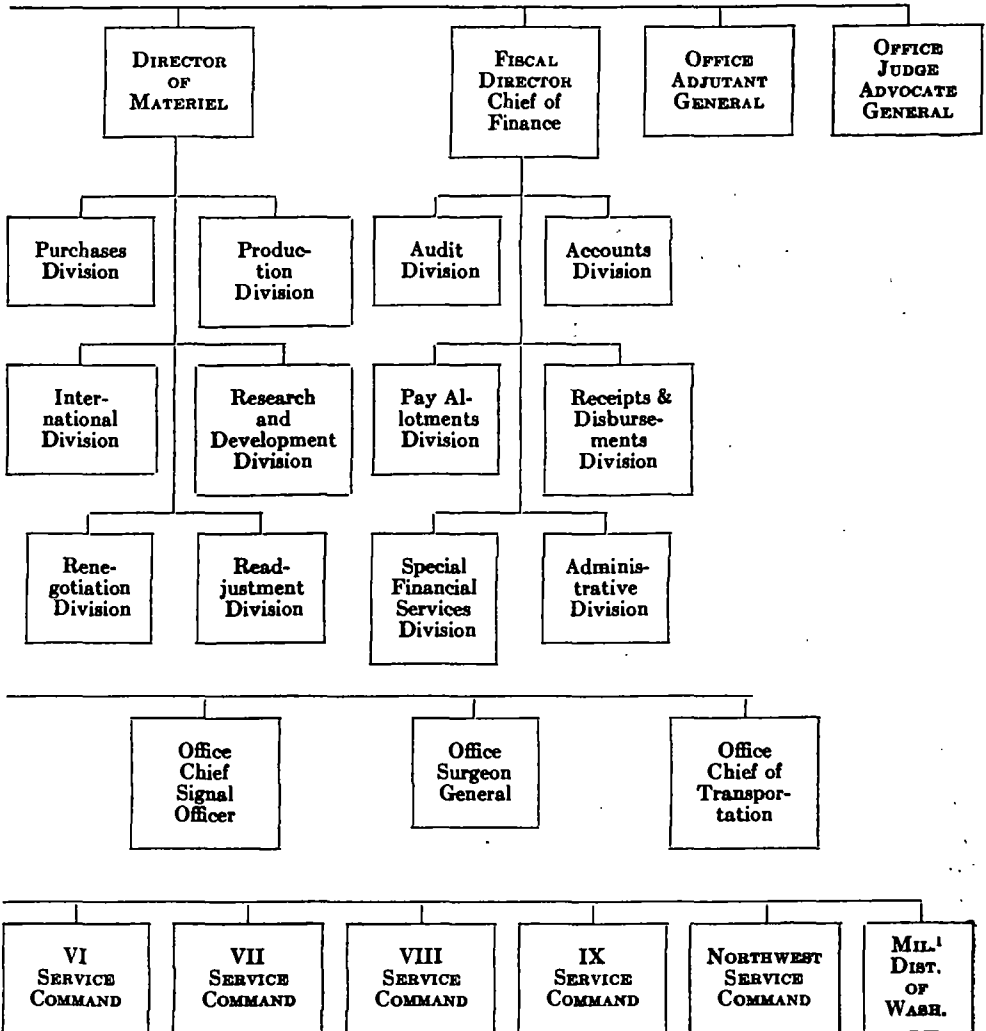 DIRECTOR
OF
MATERIEL
FISCAL
DIRECTOR
Chief of
Finance
OFFICE
ADJUTANT
GENERAL
OFFICE
JUDGE
ADVOCATE
GENERAL
Purchases
Division
Produc-
tion
Division
Audit
Division
Accounts
Division
Inter-
national
Division
Research
and
Development
Division
Pay Al-
lotments
Division
Receipts &
Disburse-
ments
Division
Rene-
gotiation
Division
Read-
justment
Division
Special
Financial
Services
Division
Adminis-
trative
Division
Office
Chief
Signal
Officer
Office
Surgeon
General
Office
Chief of
Transpor-
tation
VI
SERVICE
COMMAND
VII
SERVICE
COMMAND
VIII
SERVICE
COMMAND
IX
SERVICE
COMMAND
NORTHWEST
SERVICE
COMMAND
MIL.¹
DIST.
OF
WASH.